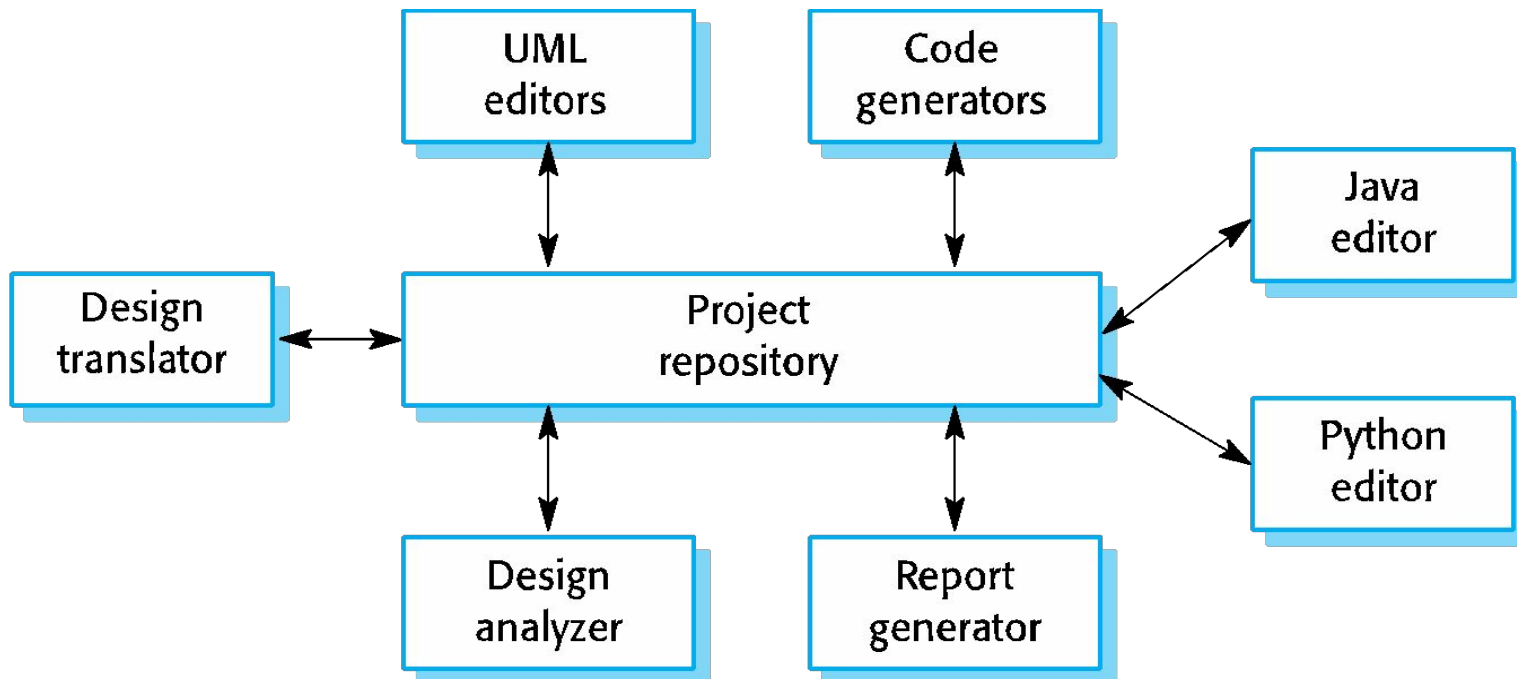 UML
editors
Code
generators
Java
editor
Design
translator
Project
repository
Python
editor
Design
analyzer
Report
generator